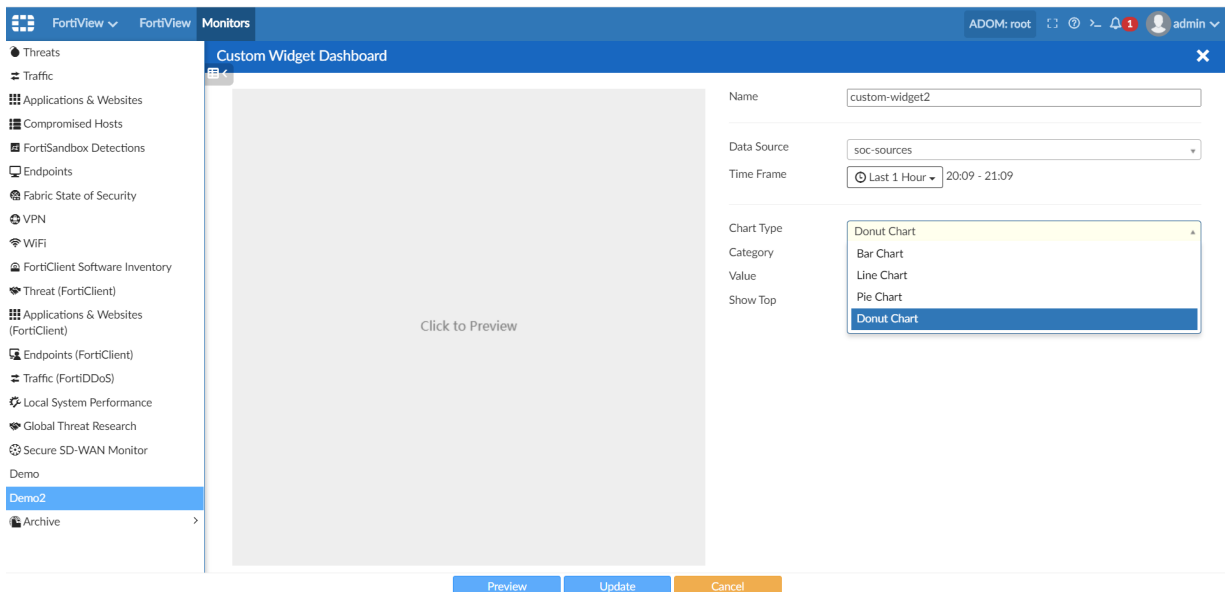 FortiView FortiView Monitors ADOM: root 1 admin
Threats
Traffic
Applications & Websites
Compromised Hosts
FortiSandbox Detections
Endpoints
Fabric State of Security
VPN
WiFi
FortiClient Software Inventory
Threat (FortiClient)
Applications & Websites
(FortiClient)
Endpoints (FortiClient)
Traffic (FortiDDoS)
Local System Performance
Global Threat Research
Secure SD-WAN Monitor
Demo
Demo2
Archive
Custom Widget Dashboard
Click to Preview
Name custom-widget2
Data Source soc-sources
Time Frame Last 1 Hour 20:09 - 21:09
Chart Type Donut Chart
Category Bar Chart
Value Line Chart
Show Top Pie Chart
Donut Chart
Preview Update Cancel